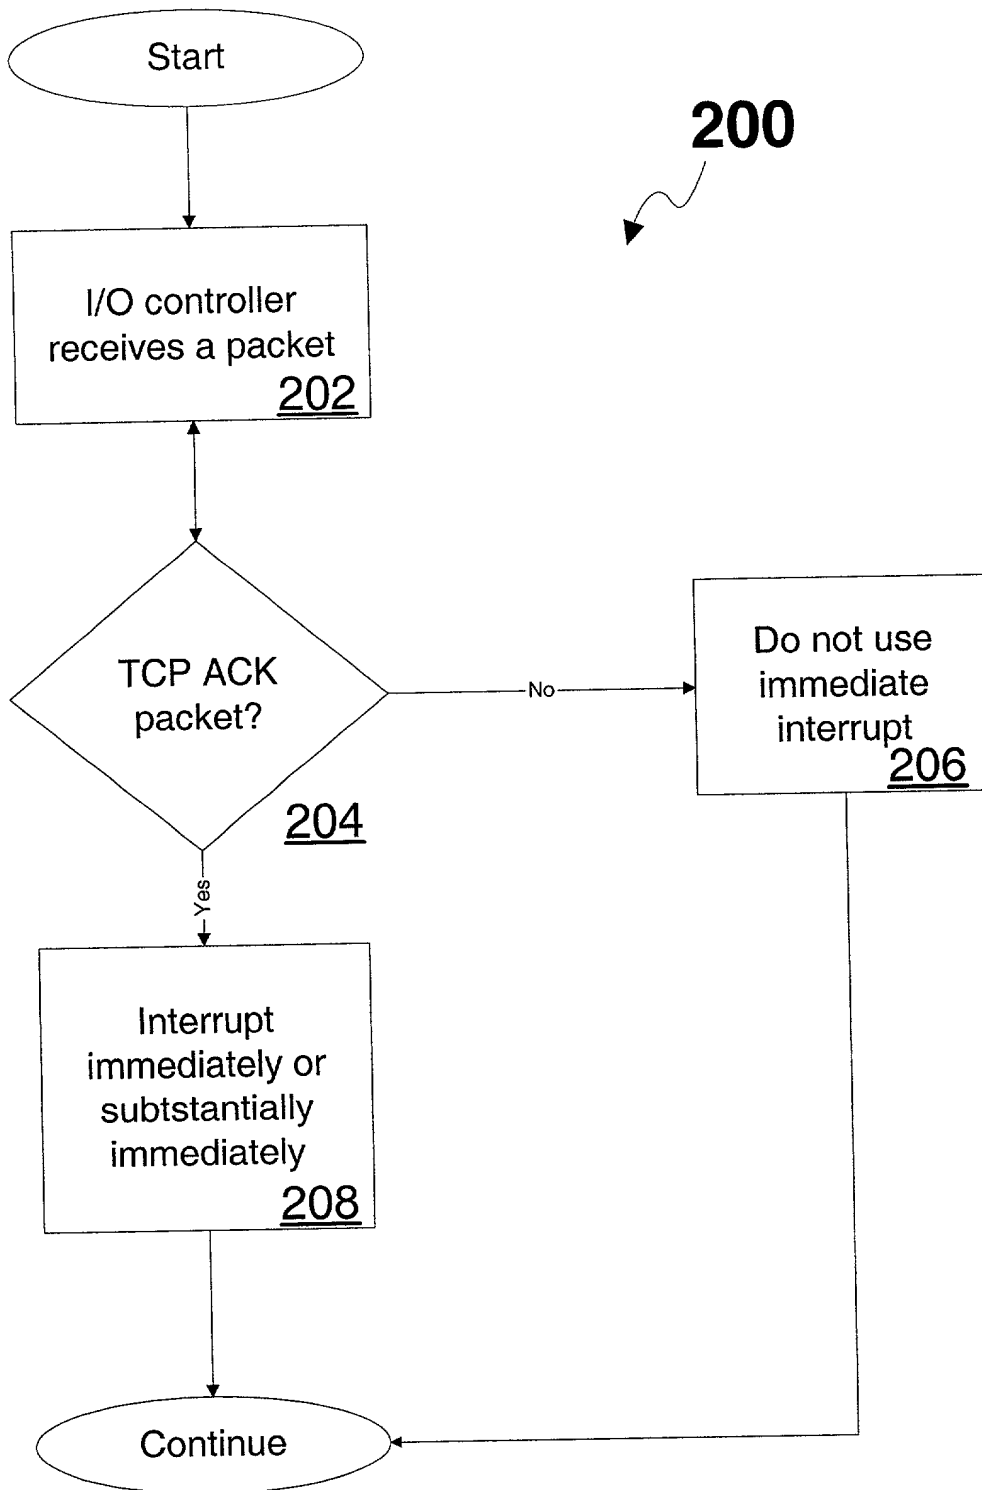 Start
200
I/O controller
receives a packet
202
TCP ACK
packet?
204
No
Do not use
immediate
interrupt
206
Yes
Interrupt
immediately or
subtstantially
immediately
208
Continue